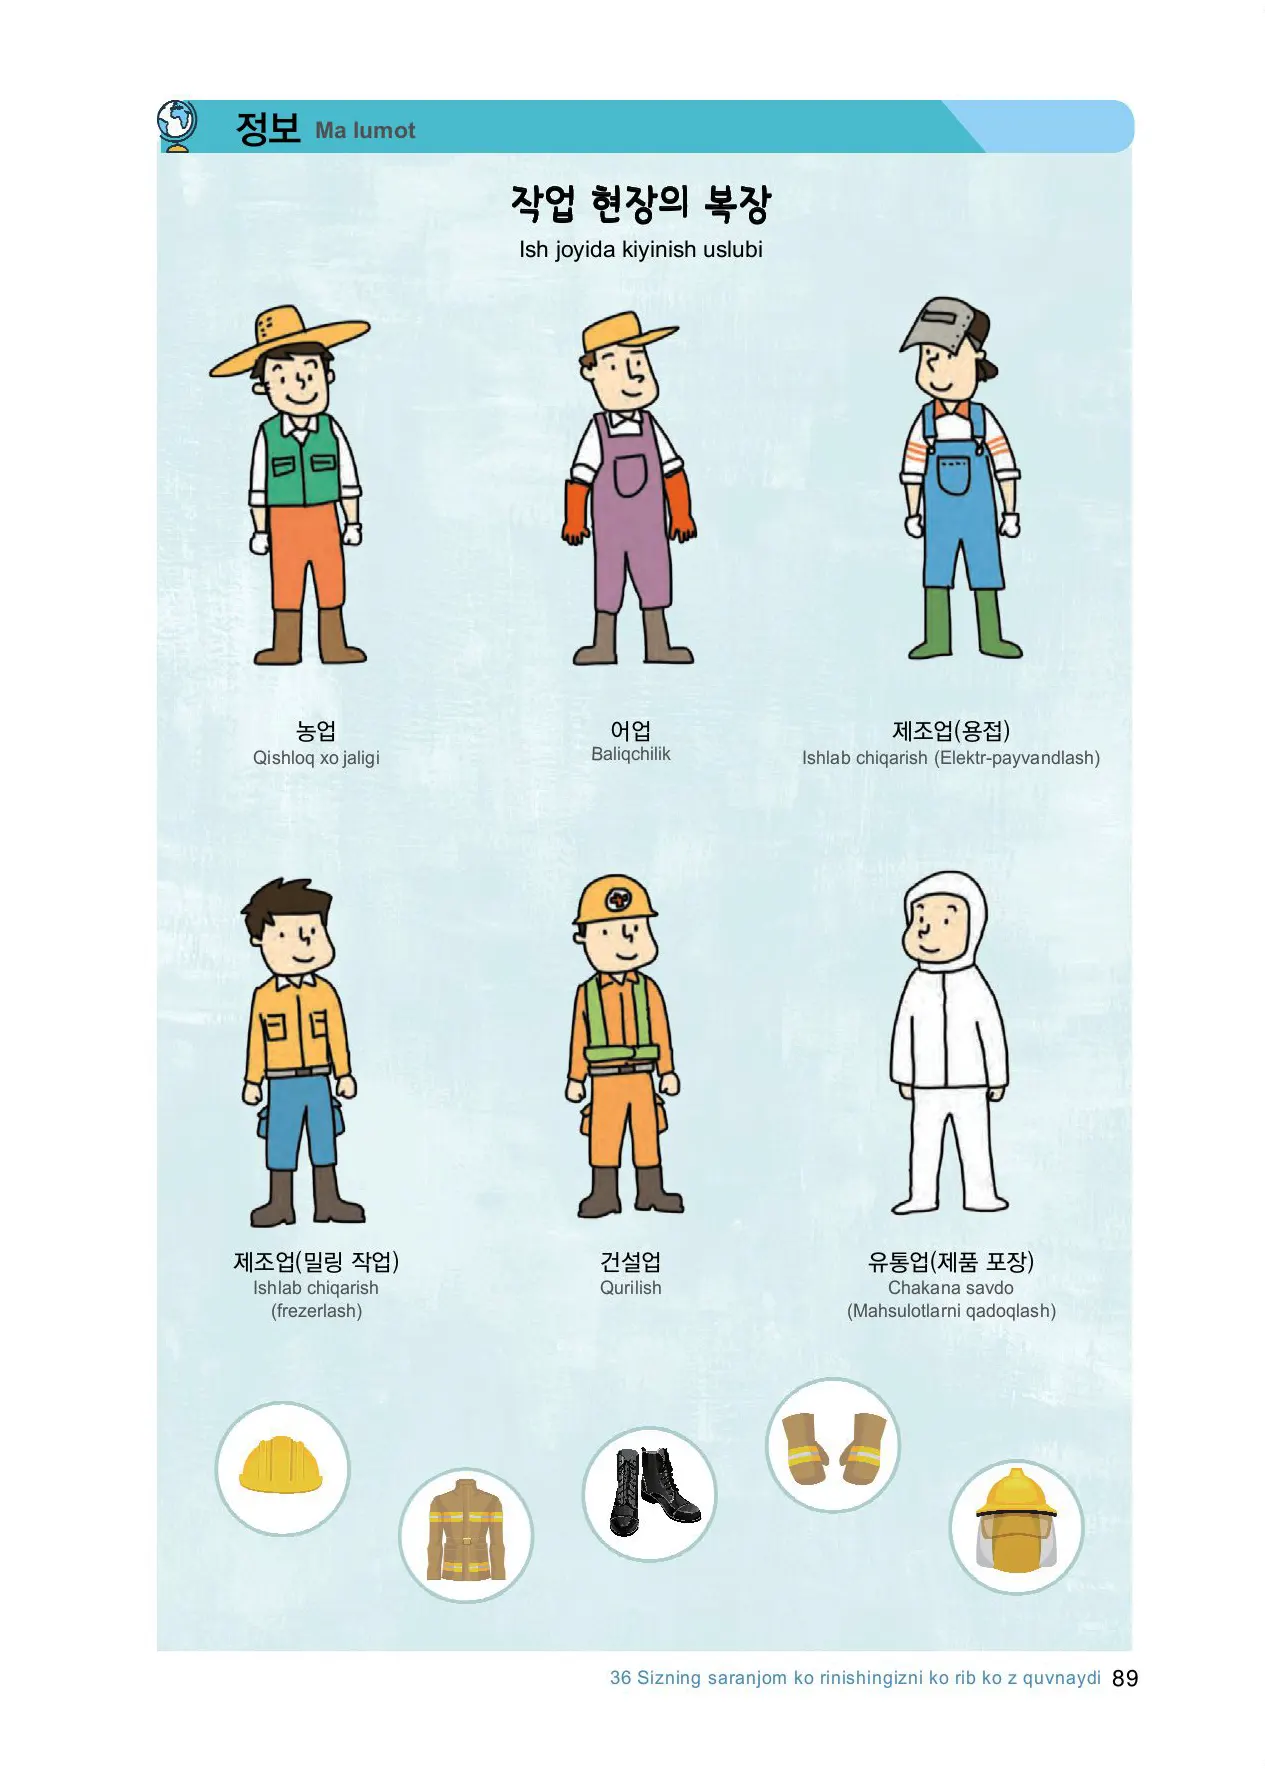 정보 Ma lumot
작업 현장의 복장
Ish joyida kiyinish uslubi
농업
Qishloq xo jaligi
어업
Baliqchilik
제조업(용접)
Ishlab chiqarish (Elektr-payvandlash)
제조업(밀링 작업)
Ishlab chiqarish
(frezerlash)
건설업
Qurilish
유통업(제품 포장)
Chakana savdo
(Mahsulotlarni qadoqlash)
36 Sizning saranjom ko rinishingizni ko rib ko z quvnaydi 89